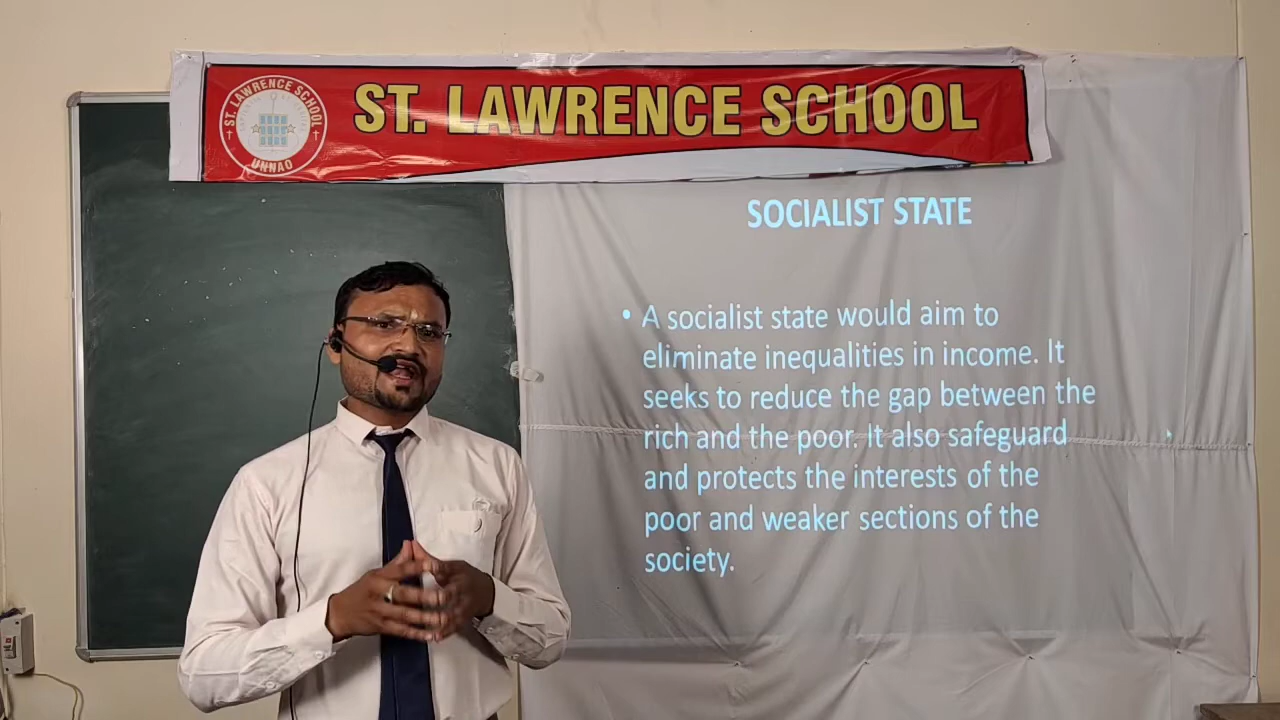 ST. LAWRENCE SCHOOL
ST. LAWRENCE SCHOOL
UNNAO
SOCIALIST STATE
• A socialist state would aim to
eliminate inequalities in income. It
seeks to reduce the gap between the
rich and the poor. It also safeguard
and protects the interests of the
poor and weaker sections of the
society.